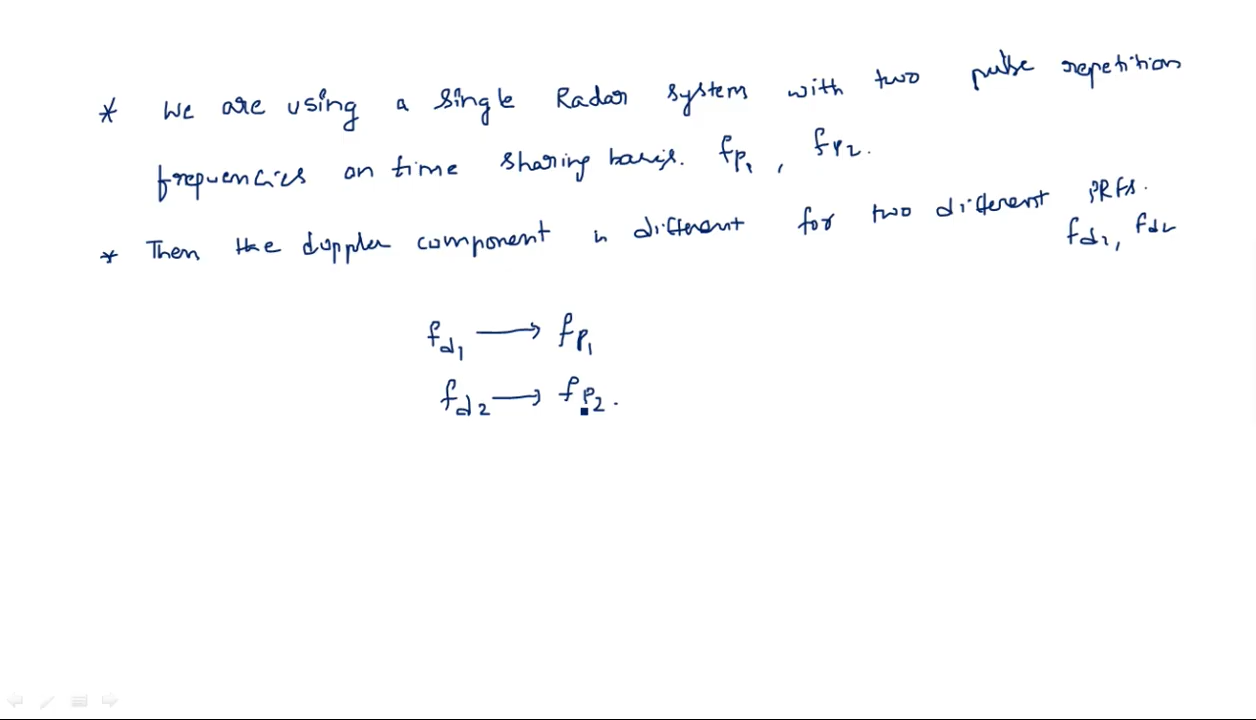 * We are using a single Radar system with two pulse repetition
frequencies on time sharing basis. fp1, fp2.
* Then the doppler component is different for two different PRFs.
fd1, fd2
fd1 → fp1
fd2 → fp2.